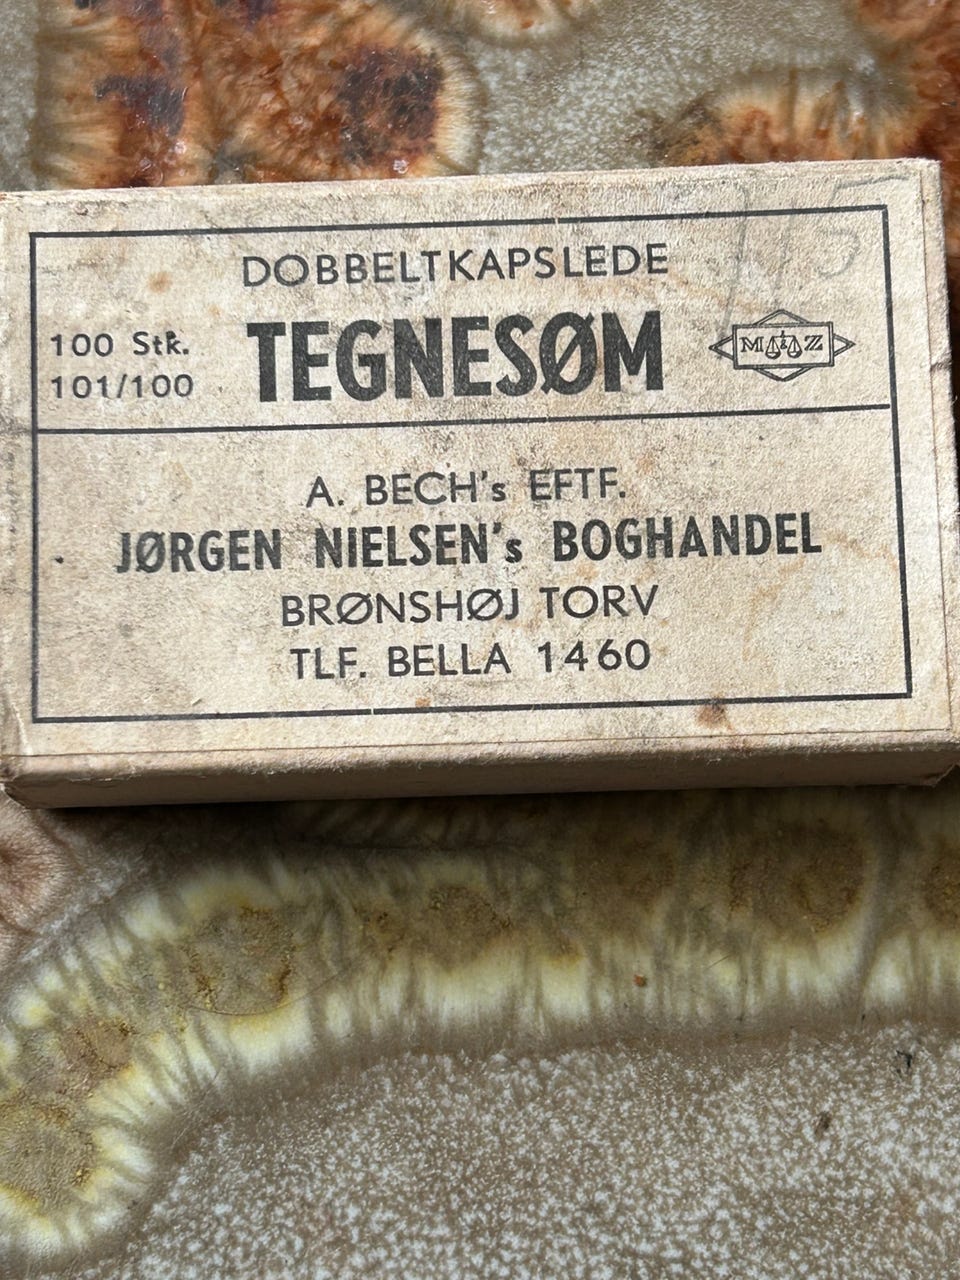 DOBBELTKAPSLEDE
100 Stk.
101/100
TEGNESØM
M Z
A. BECH's EFTF.
JØRGEN NIELSEN's BOGHANDEL
BRØNSHØJ TORV
TLF. BELLA 1460